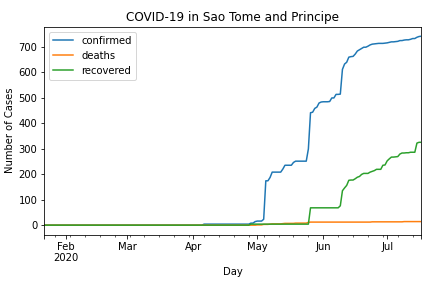 COVID-19 in Sao Tome and Principe
confirmed
deaths
recovered
Number of Cases
700
600
500
400
300
200
100
0
Feb
2020
Mar
Apr
May
Jun
Jul
Day